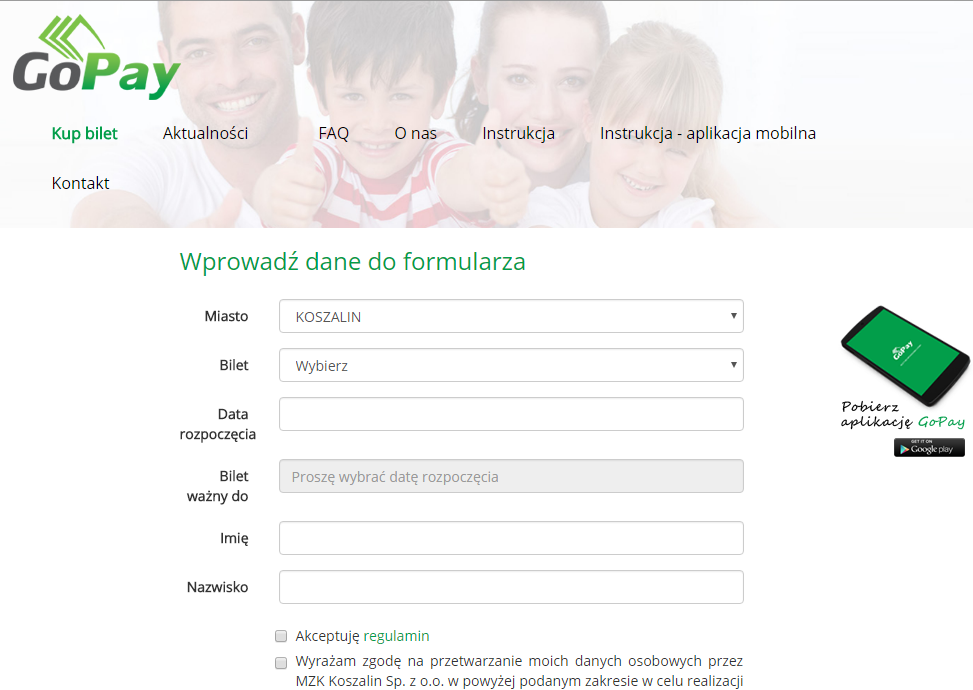 GoPay
Kup bilet Aktualności FAQ O nas Instrukcja Instrukcja - aplikacja mobilna
Kontakt
Wprowadź dane do formularza
Miasto KOSZALIN
Bilet Wybierz
Data
rozpoczęcia
Bilet
ważny do
Proszę wybrać datę rozpoczęcia
Imię
Nazwisko
Akceptuję regulamin
Wyrażam zgodę na przetwarzanie moich danych osobowych przez
MZK Koszalin Sp. z o.o. w powyżej podanym zakresie w celu realizacji
GoPay
Pobierz
aplikację GoPay
GET IT ON
Google play